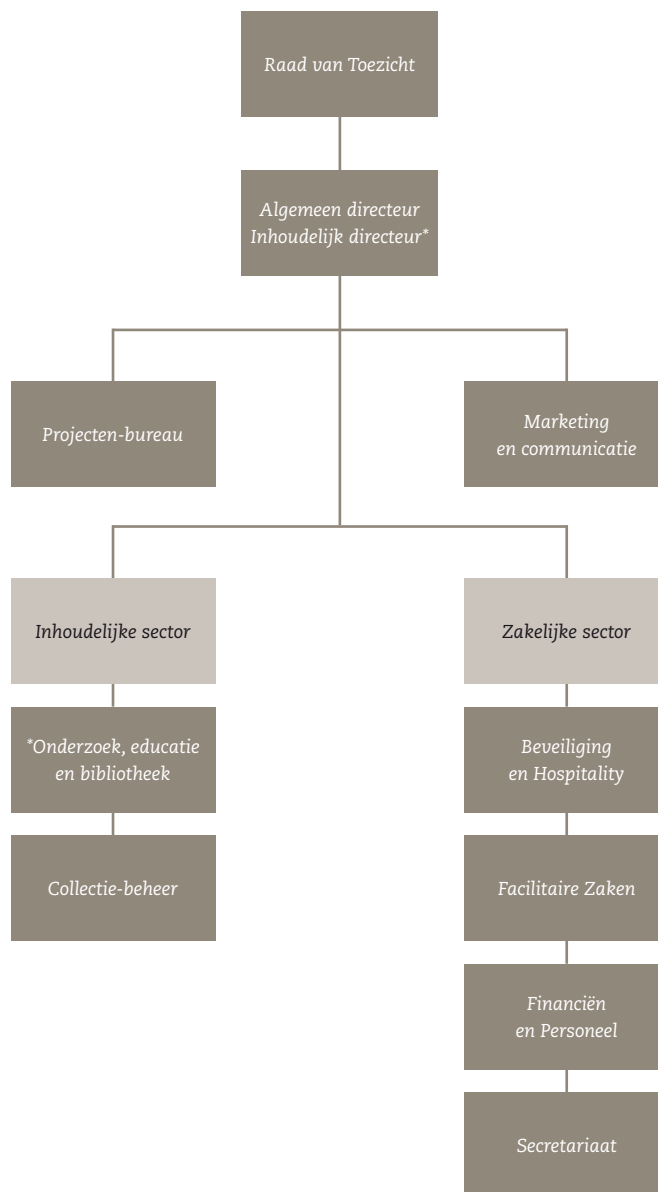 Raad van Toezicht
Algemeen directeur
Inhoudelijk directeur*
Projecten-bureau
Marketing
en communicatie
Inhoudelijke sector
Zakelijke sector
*Onderzoek, educatie
en bibliotheek
Beveiliging
en Hospitality
Collectie-beheer
Facilitaire Zaken
Financiën
en Personeel
Secretariaat